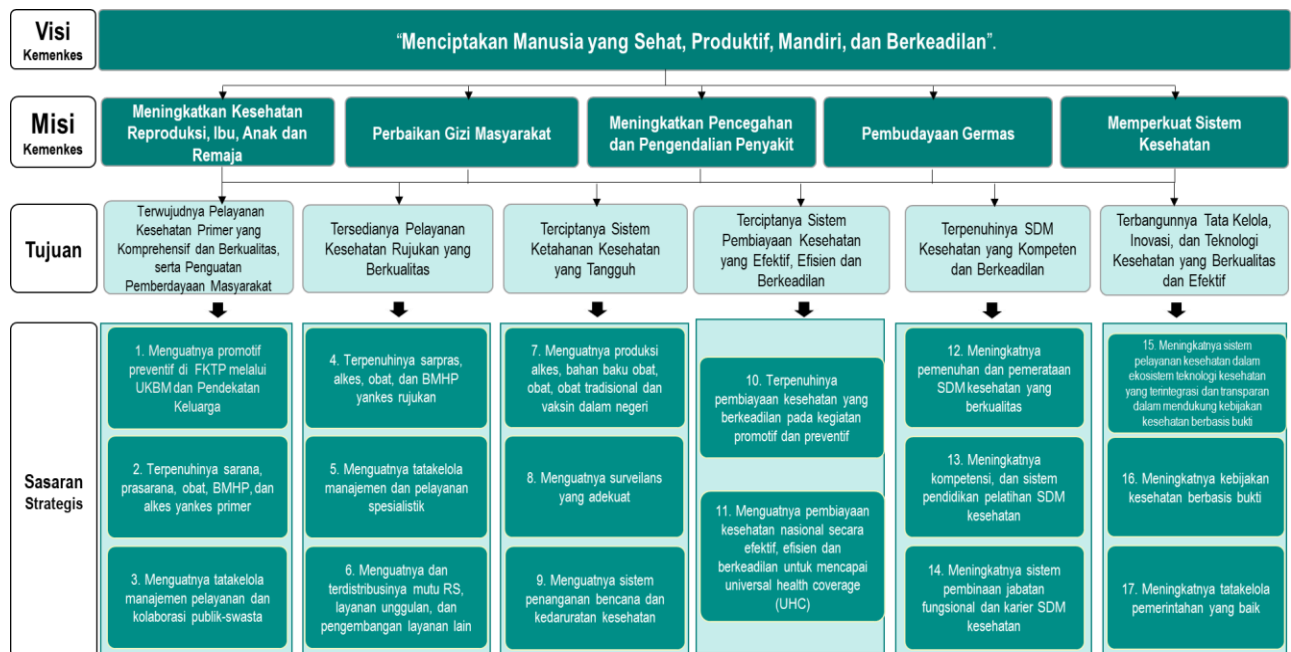 Visi
Kemenkes
“Menciptakan Manusia yang Sehat, Produktif, Mandiri, dan Berkeadilan”.
Misi
Kemenkes
Meningkatkan Kesehatan
Reproduksi, Ibu, Anak dan
Remaja
Perbaikan Gizi Masyarakat
Meningkatkan Pencegahan
dan Pengendalian Penyakit
Pembudayaan Germas
Memperkuat Sistem
Kesehatan
Tujuan
Terwujudnya Pelayanan
Kesehatan Primer yang
Komprehensif dan Berkualitas,
serta Penguatan
Pemberdayaan Masyarakat
Tersedianya Pelayanan
Kesehatan Rujukan yang
Berkualitas
Terciptanya Sistem
Ketahanan Kesehatan
yang Tangguh
Terciptanya Sistem
Pembiayaan Kesehatan
yang Efektif, Efisien dan
Berkeadilan
Terpenuhinya SDM
Kesehatan yang Kompeten
dan Berkeadilan
Terbangunnya Tata Kelola,
Inovasi, dan Teknologi
Kesehatan yang Berkualitas
dan Efektif
Sasaran
Strategis
1. Menguatnya promotif
preventif di FKTP melalui
UKBM dan Pendekatan
Keluarga
2. Terpenuhinya sarana,
prasarana, obat, BMHP, dan
alkes yankes primer
3. Menguatnya tatakelola
manajemen pelayanan dan
kolaborasi publik-swasta
4. Terpenuhinya sarpras,
alkes, obat, dan BMHP
yankes rujukan
5. Menguatnya tatakelola
manajemen dan pelayanan
spesialistik
6. Menguatnya dan
terdistribusinya mutu RS,
layanan unggulan, dan
pengembangan layanan lain
7. Menguatnya produksi
alkes, bahan baku obat,
obat, obat tradisional dan
vaksin dalam negeri
8. Menguatnya surveilans
yang adekuat
9. Menguatnya sistem
penanganan bencana dan
kedaruratan kesehatan
10. Terpenuhinya
pembiayaan kesehatan yang
berkeadilan pada kegiatan
promotif dan preventif
11. Menguatnya pembiayaan
kesehatan nasional secara
efektif, efisien dan
berkeadilan untuk mencapai
universal health coverage
(UHC)
12. Meningkatnya
pemenuhan dan pemerataan
SDM kesehatan yang
berkualitas
13. Meningkatnya
kompetensi, dan sistem
pendidikan pelatihan SDM
kesehatan
14. Meningkatnya sistem
pembinaan jabatan
fungsional dan karier SDM
kesehatan
15. Meningkatnya sistem
pelayanan kesehatan dalam
ekosistem teknologi kesehatan
yang terintegrasi dan transparan
dalam mendukung kebijakan
kesehatan berbasis bukti
16. Meningkatnya kebijakan
kesehatan berbasis bukti
17. Meningkatnya tatakelola
pemerintahan yang baik